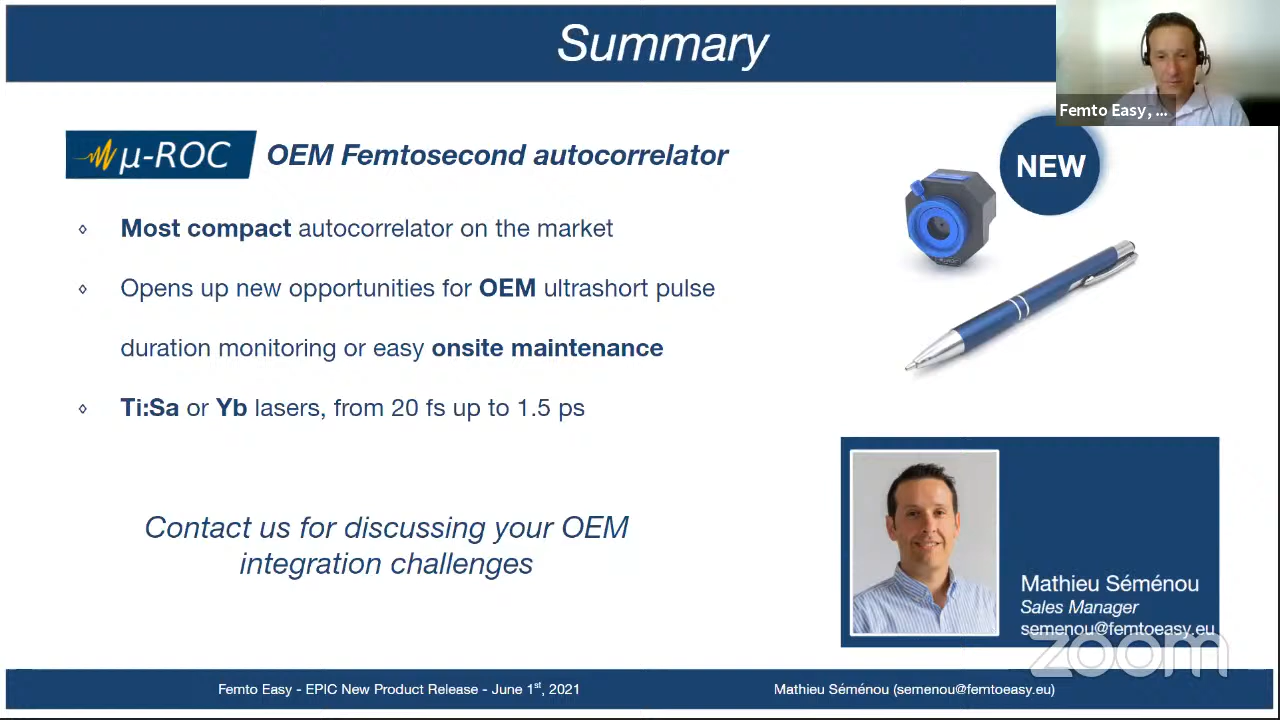 Summary
Femto Easy, ...
μ-ROC OEM Femtosecond autocorrelator
NEW
◊ Most compact autocorrelator on the market
◊ Opens up new opportunities for OEM ultrashort pulse
duration monitoring or easy onsite maintenance
◊ Ti:Sa or Yb lasers, from 20 fs up to 1.5 ps
Contact us for discussing your OEM
integration challenges
Mathieu Séménou
Sales Manager
semenou@femtoeasy.eu
zoom
Femto Easy - EPIC New Product Release - June 1st, 2021
Mathieu Séménou (semenou@femtoeasy.eu)